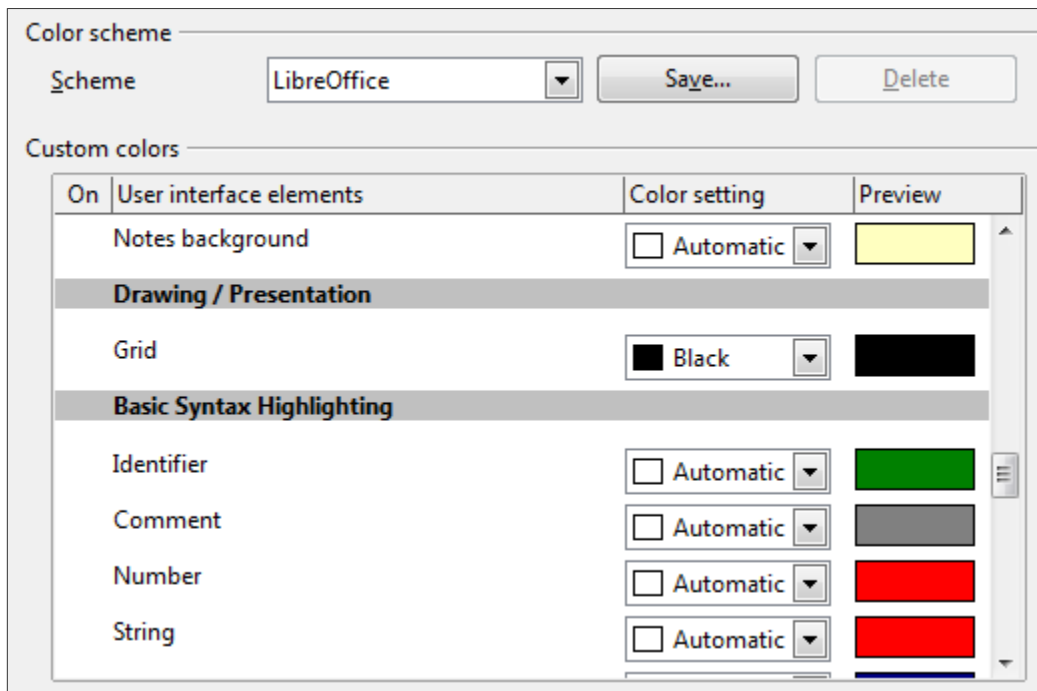 Color scheme
Scheme LibreOffice Save... Delete
Custom colors
On User interface elements Color setting Preview
Notes background Automatic
Drawing / Presentation
Grid Black
Basic Syntax Highlighting
Identifier Automatic
Comment Automatic
Number Automatic
String Automatic